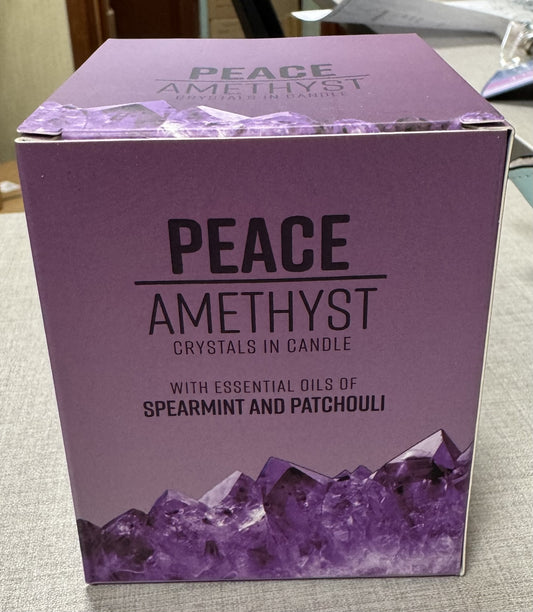 PEACE
AMETHYST
CRYSTALS IN CANDLE
PEACE
AMETHYST
CRYSTALS IN CANDLE
WITH ESSENTIAL OILS OF
SPEARMINT AND PATCHOULI